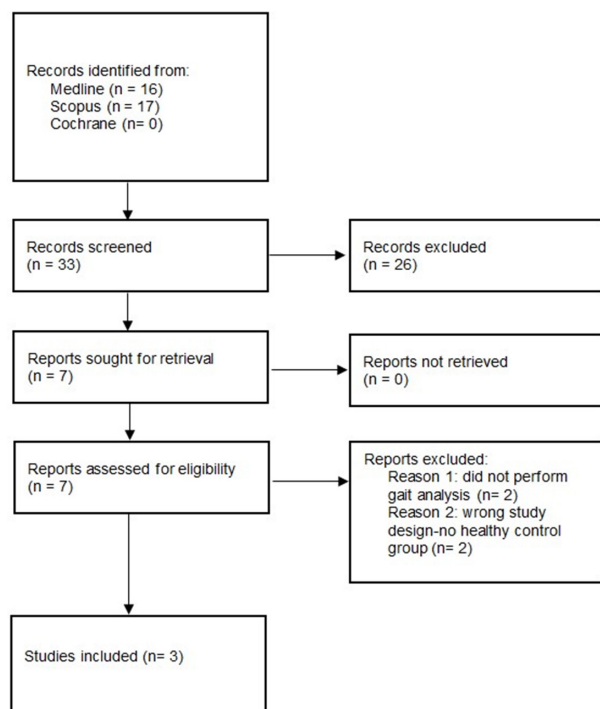 Records identified from:
Medline (n = 16)
Scopus (n = 17)
Cochrane (n= 0)
Records screened
(n = 33)
Records excluded
(n = 26)
Reports sought for retrieval
(n = 7)
Reports not retrieved
(n = 0)
Reports assessed for eligibility
(n = 7)
Reports excluded:
Reason 1: did not perform
gait analysis (n= 2)
Reason 2: wrong study
design-no healthy control
group (n= 2)
Studies included (n= 3)